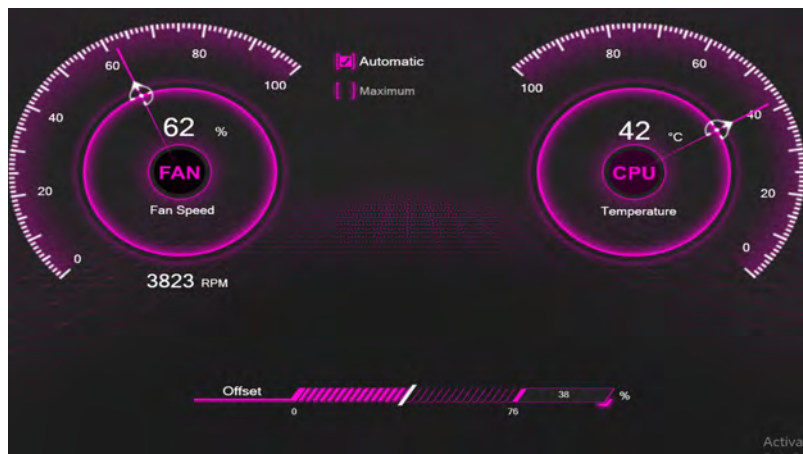 80
60
100
40
20
0
62 %
FAN
Fan Speed
3823 RPM
Automatic
Maximum
80
60
100
40
20
0
42 °C
CPU
Temperature
Offset
0
76
38
%
Activa